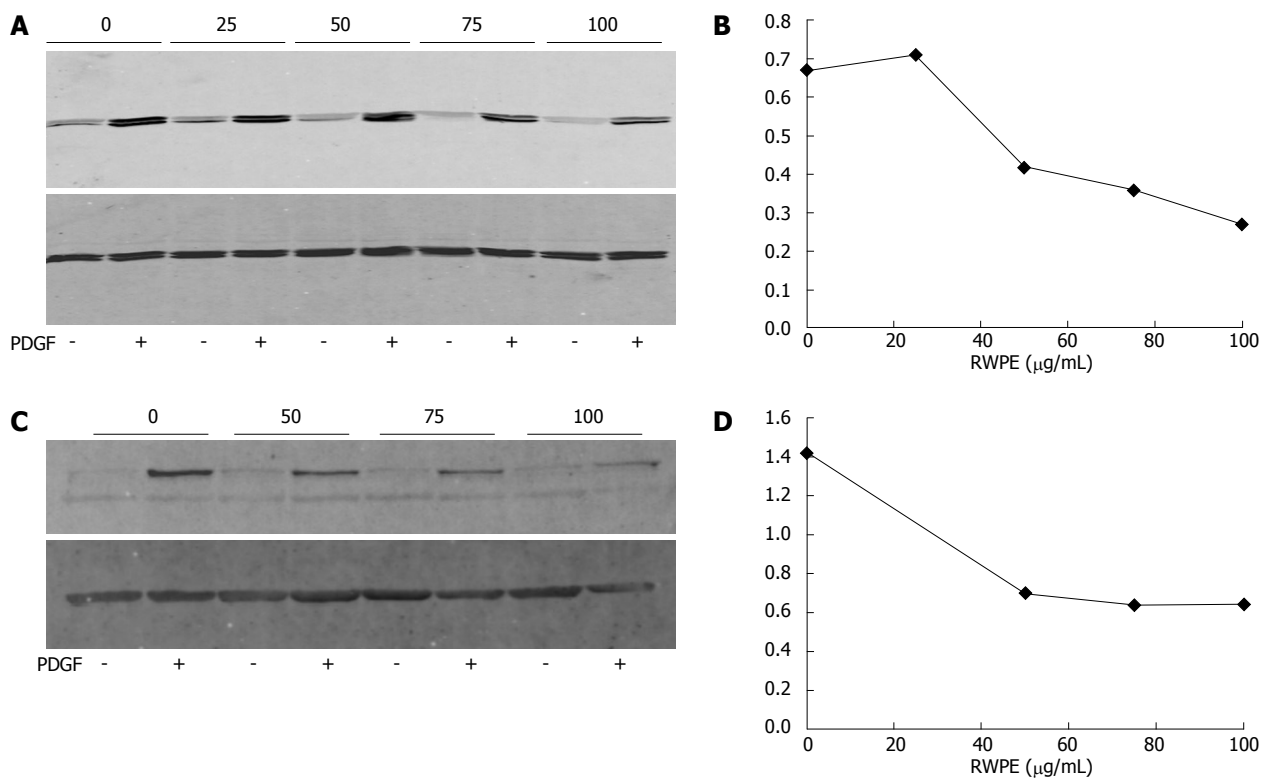 A
0 25 50 75 100
PDGF - + - + - + - + - +
B
0.8
0.7
0.6
0.5
0.4
0.3
0.2
0.1
0.0
0 20 40 60 80 100
RWPE (μg/mL)
C
0 50 75 100
PDGF - + - + - + - +
D
1.6
1.4
1.2
1.0
0.8
0.6
0.4
0.2
0.0
0 20 40 60 80 100
RWPE (μg/mL)